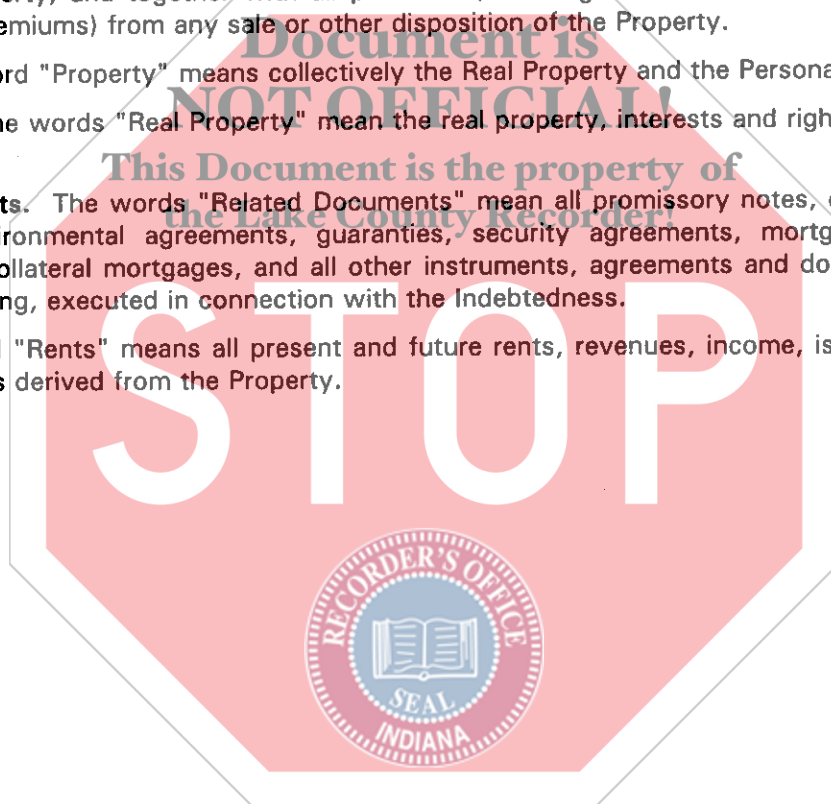 emiums) from any sale or other disposition of the Property.
Document is
ord "Property" means collectively the Real Property and the Persona
NOT OFFICIAL!
e words "Real Property" mean the real property, interests and righ
This Document is the property of
ts. The words "Related Documents" mean all promissory notes,
the Lake County Recorder!
ironmental agreements, guaranties, security agreements, mortg
ollateral mortgages, and all other instruments, agreements and do
ng, executed in connection with the Indebtedness.
"Rents" means all present and future rents, revenues, income, is
s derived from the Property.
STOP
RECORDER'S OFFICE
SEAL
INDIANA